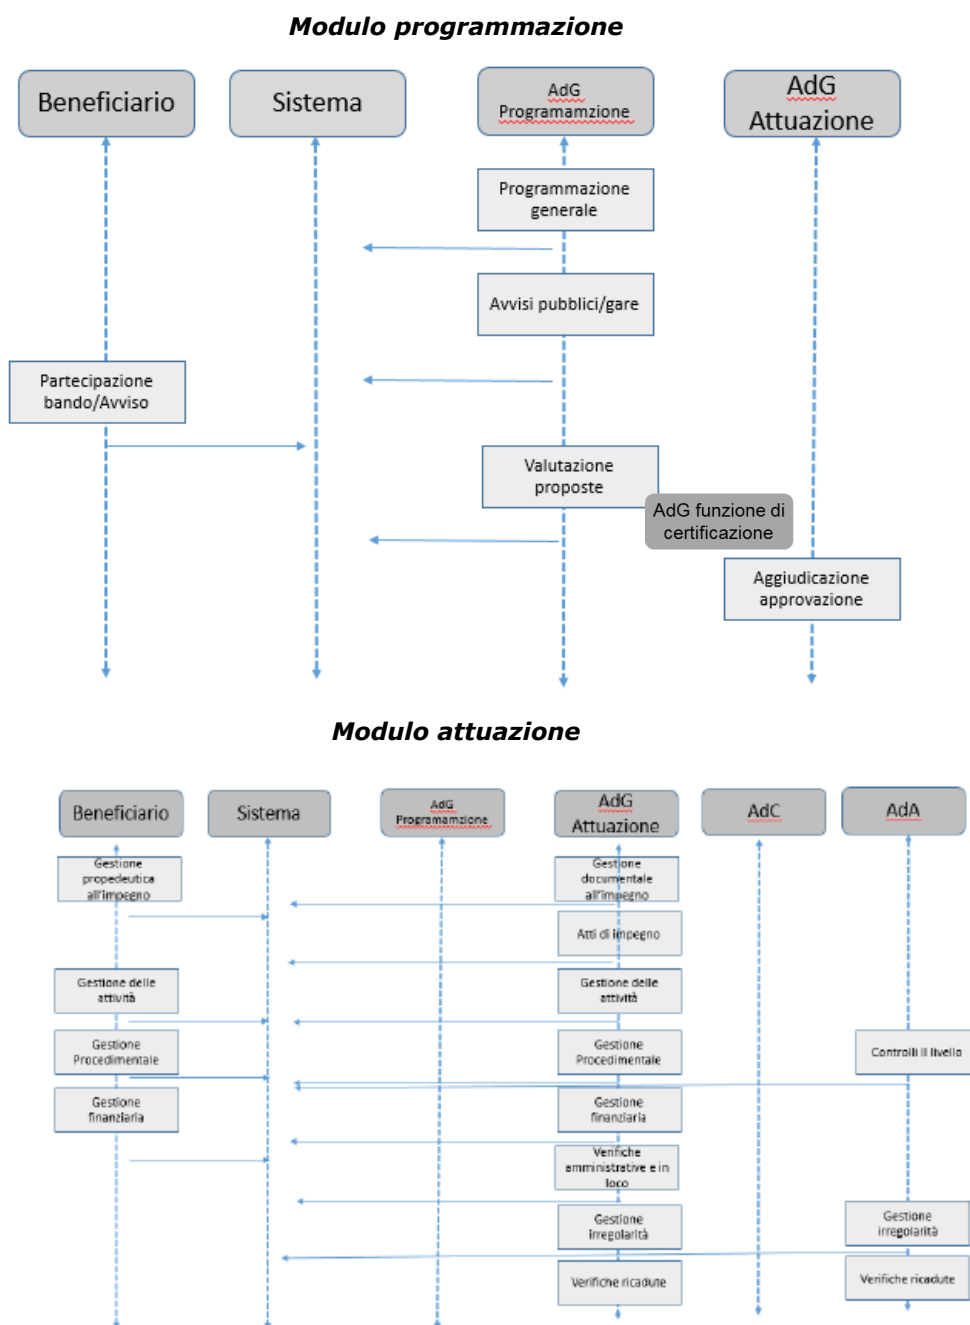 Modulo programmazione
Beneficiario
Sistema
AdG
Programamzione
AdG
Attuazione
Programmazione
generale
Avvisi pubblici/gare
Partecipazione
bando/Avviso
Valutazione
proposte
AdG funzione di
certificazione
Aggiudicazione
approvazione
Modulo attuazione
Beneficiario
Sistema
AdG
Programamzione
AdG
Attuazione
AdC
AdA
Gestione
propedeutica
all'impegno
Gestione
documentale
all'impegno
Atti di impegno
Gestione delle
attività
Gestione delle
attività
Gestione
Procedimentale
Gestione
Procedimentale
Controlli II livello
Gestione
finanziaria
Gestione
finanziaria
Verifiche
amministrative e in
loco
Gestione
irregolarità
Gestione
irregolarità
Verifiche ricadute
Verifiche ricadute